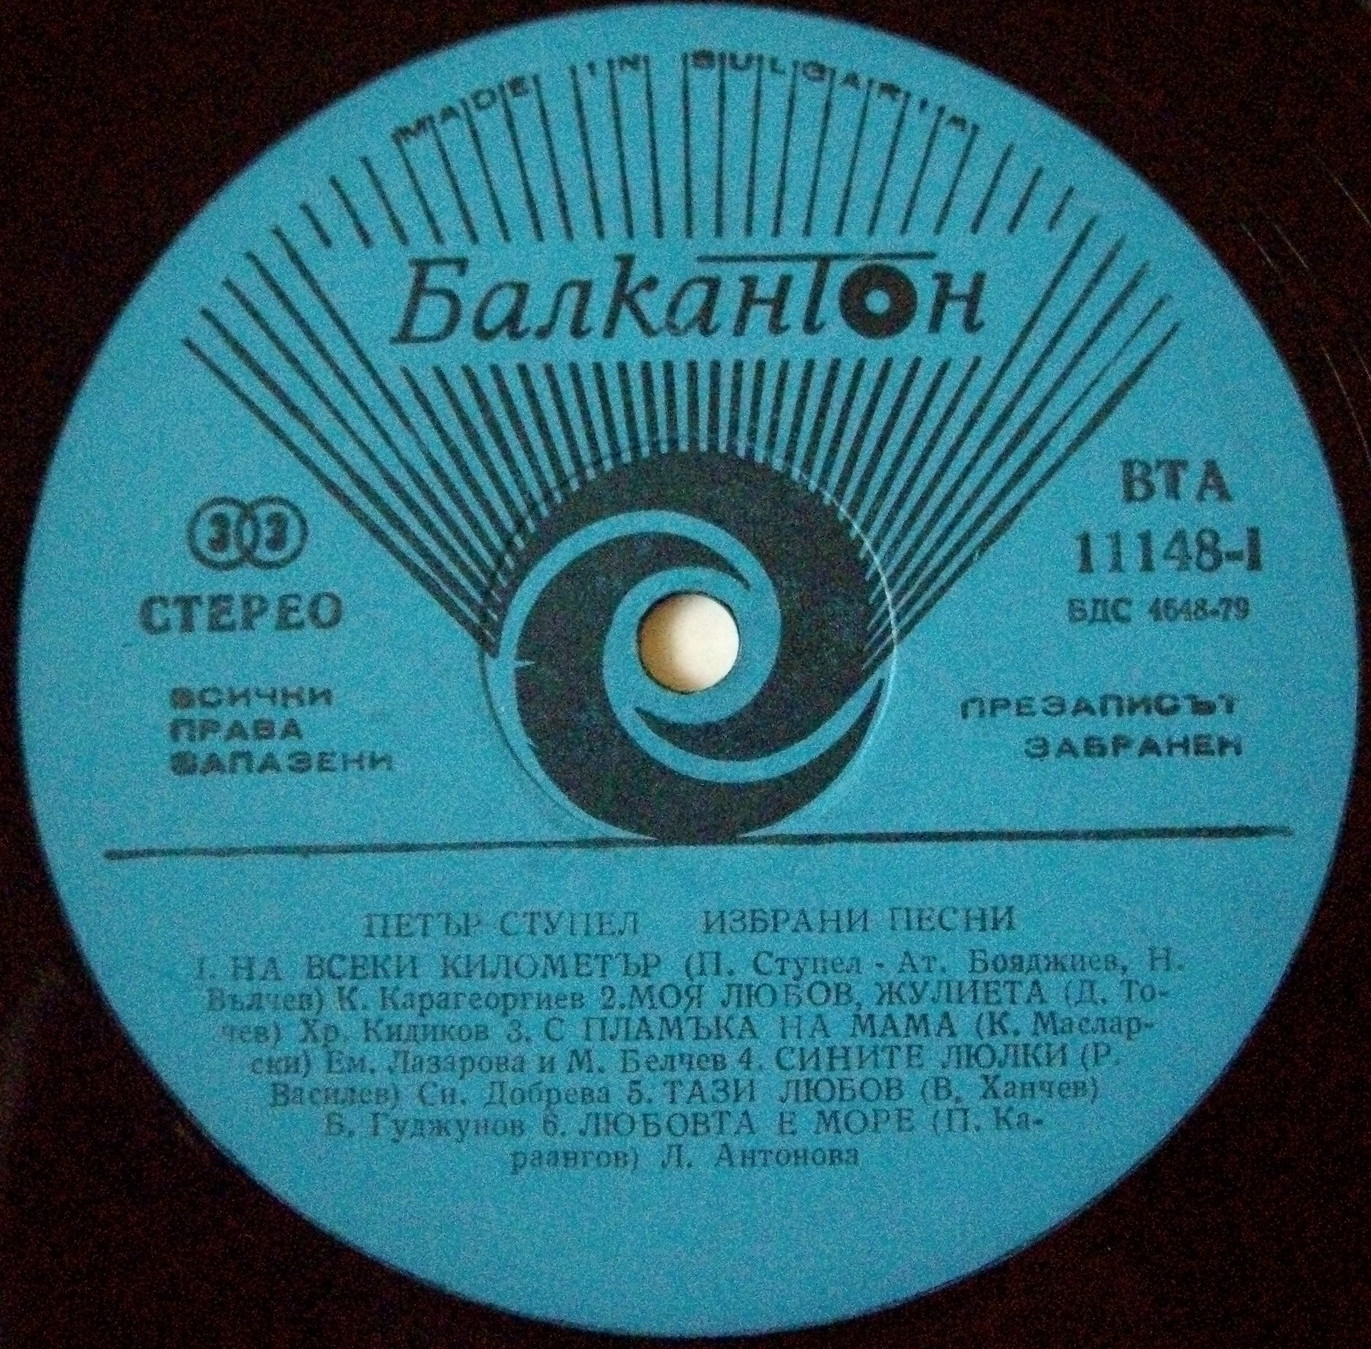 MADE IN BULGARIA
Балкантон
33
СТЕРЕО
ВСИЧКИ
ПРАВА
ЗАПАЗЕНИ
ВТА
11148-I
БДС 4648-79
ПРЕЗАПИСЪТ
ЗАБРАНЕН
ПЕТЪР СТУПЕЛ ИЗБРАНИ ПЕСНИ
1. НА ВСЕКИ КИЛОМЕТЪР (П. Ступел - Ат. Бояджиев, Н.
Вълчев) К. Карагеоргиев 2.МОЯ ЛЮБОВ, ЖУЛИЕТА (Д. То-
чев) Хр. Кидиков 3. С ПЛАМЪКА НА МАМА (К. Маслар-
ски) Ем. Лазарова и М. Белчев 4. СИНИТЕ ЛЮЛКИ (Р.
Василев) Сн. Добрева 5. ТАЗИ ЛЮБОВ (В. Ханчев)
Б. Гуджунов 6. ЛЮБОВТА Е МОРЕ (П. Ка-
раангов) Л. Антонова